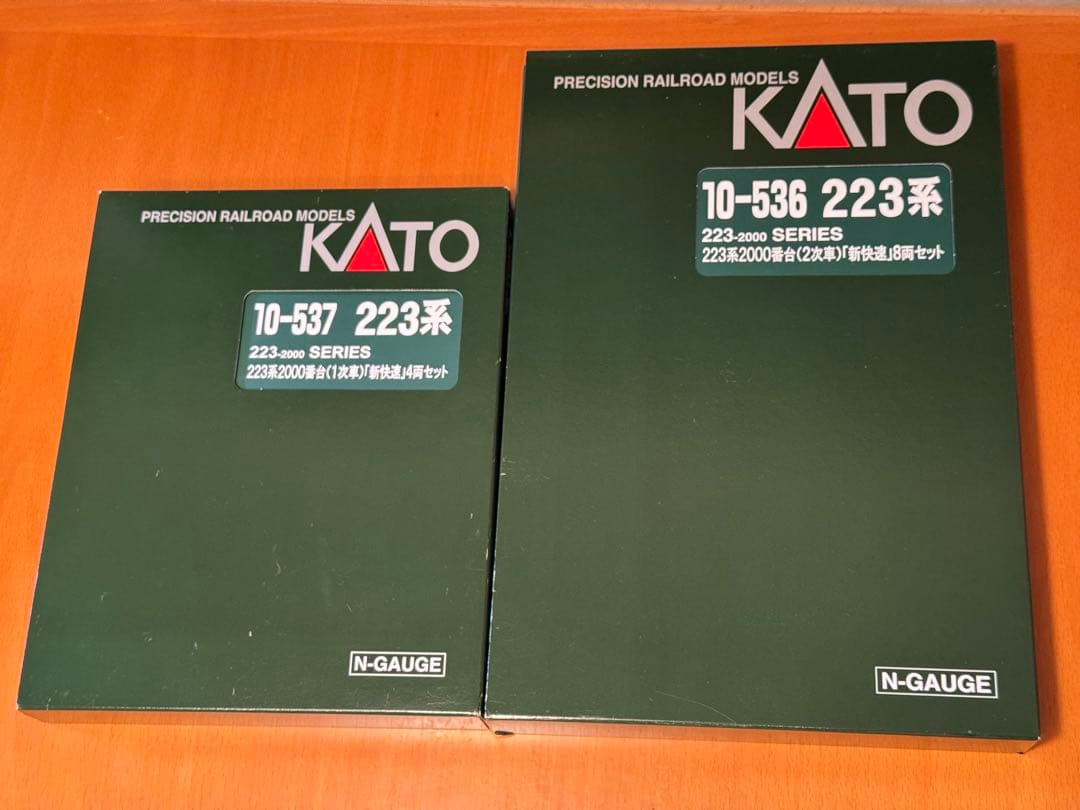 PRECISION RAILROAD MODELS
KATO
10-537 223系
223-2000 SERIES
223系2000番台(1次車)「新快速」4両セット
N-GAUGE
PRECISION RAILROAD MODELS
KATO
10-536 223系
223-2000 SERIES
223系2000番台(2次車)「新快速」8両セット
N-GAUGE